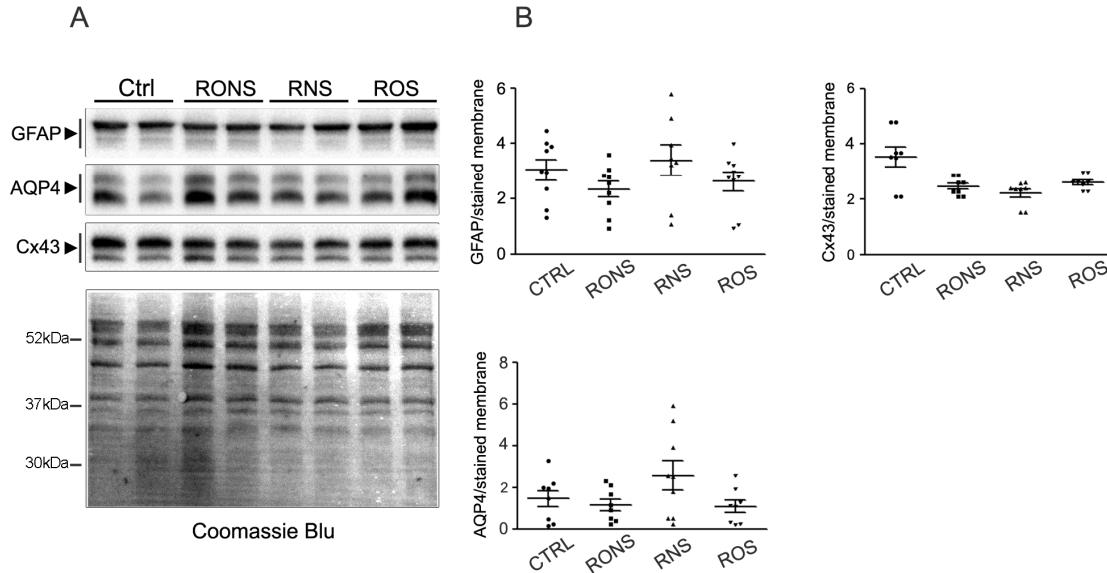 A
B
Ctrl RONS RNS ROS
GFAP
AQP4
Cx43
52kDa
37kDa
30kDa
Coomassie Blu
GFAP/stained membrane
6
4
2
0
CTRL RONS RNS ROS
Cx43/stained membrane
6
4
2
0
CTRL RONS RNS ROS
AQP4/stained membrane
8
6
4
2
0
CTRL RONS RNS ROS